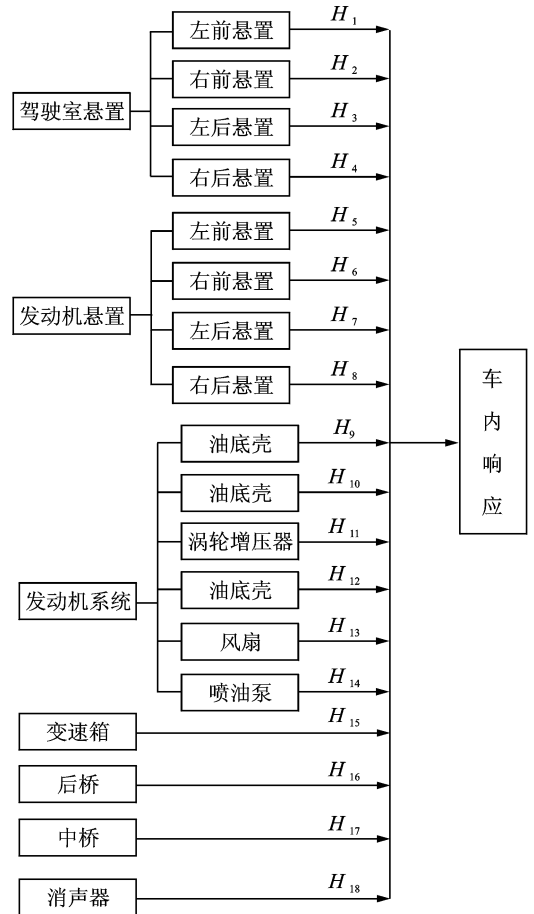 左前悬置
H1
右前悬置
H2
驾驶室悬置
左后悬置
H3
右后悬置
H4
左前悬置
H5
右前悬置
H6
发动机悬置
左后悬置
H7
右后悬置
H8
油底壳
H9
油底壳
H10
涡轮增压器
H11
发动机系统
油底壳
H12
风扇
H13
喷油泵
H14
变速箱
H15
后桥
H16
中桥
H17
消声器
H18
车
内
响
应